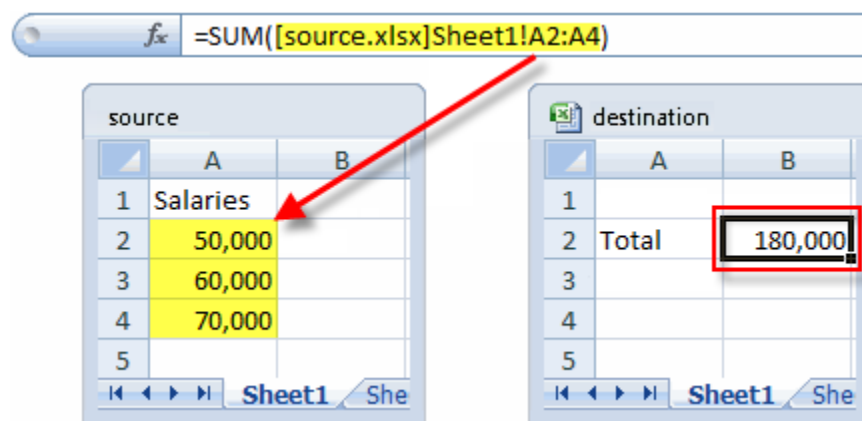 fx =SUM([source.xlsx]Sheet1!A2:A4)
source
A B
1 Salaries
2 50,000
3 60,000
4 70,000
5
Sheet1 She
destination
A B
1
2 Total 180,000
3
4
5
Sheet1 She